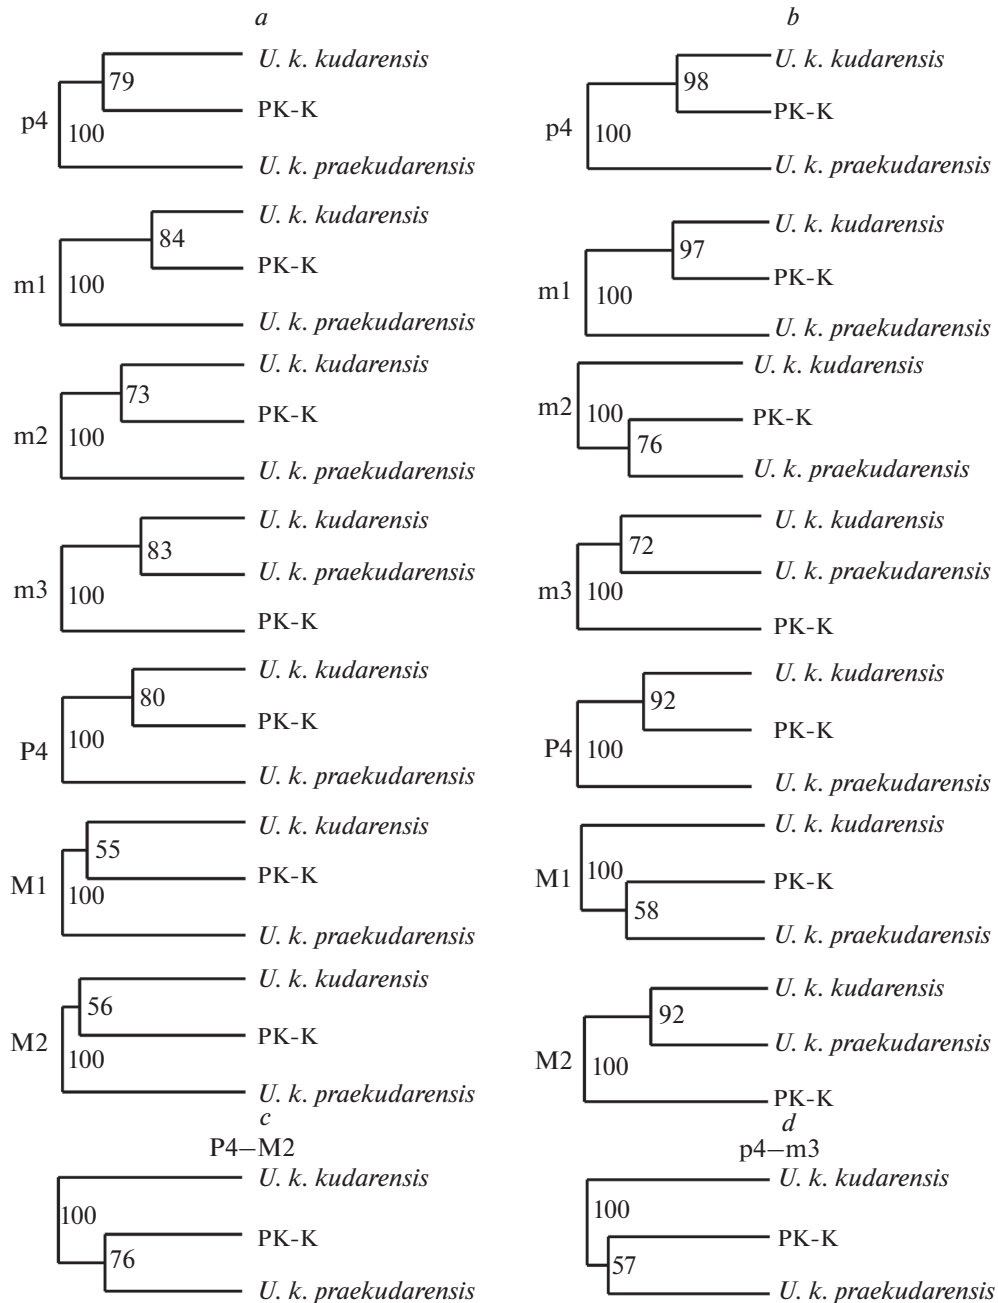 a
U. k. kudarensis
79
PK-K
p4
100
U. k. praekudarensis
U. k. kudarensis
84
PK-K
m1
100
U. k. praekudarensis
U. k. kudarensis
73
PK-K
m2
100
U. k. praekudarensis
U. k. kudarensis
83
U. k. praekudarensis
m3
100
PK-K
U. k. kudarensis
80
PK-K
P4
100
U. k. praekudarensis
U. k. kudarensis
55
PK-K
M1
100
U. k. praekudarensis
U. k. kudarensis
56
PK-K
M2
100
U. k. praekudarensis
b
U. k. kudarensis
98
PK-K
p4
100
U. k. praekudarensis
U. k. kudarensis
97
PK-K
m1
100
U. k. praekudarensis
U. k. kudarensis
m2
100
PK-K
76
U. k. praekudarensis
U. k. kudarensis
72
U. k. praekudarensis
m3
100
PK-K
U. k. kudarensis
92
PK-K
P4
100
U. k. praekudarensis
U. k. kudarensis
100
M1
PK-K
58
U. k. praekudarensis
U. k. kudarensis
92
U. k. praekudarensis
M2
100
PK-K
c
P4–M2
U. k. kudarensis
100
PK-K
76
U. k. praekudarensis
d
p4–m3
U. k. kudarensis
100
PK-K
57
U. k. praekudarensis